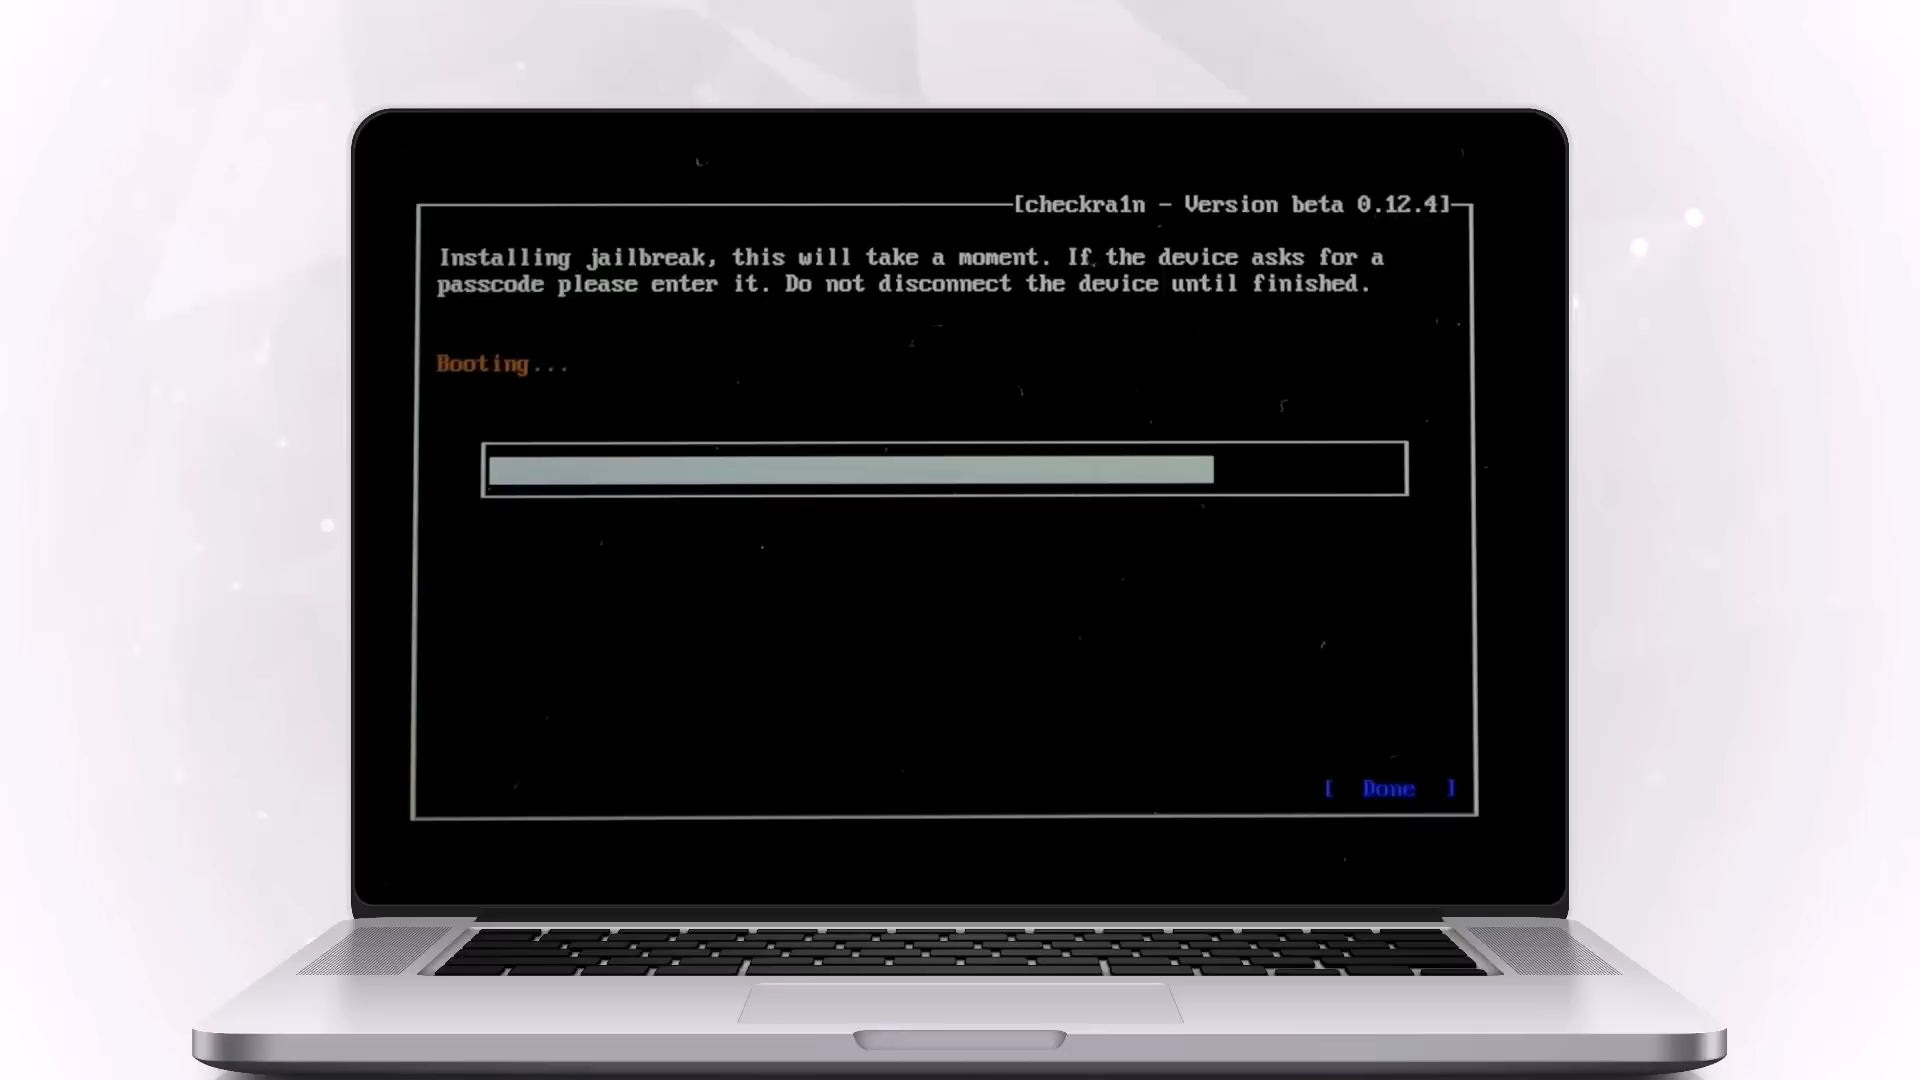 [checkra1n - Version beta 0.12.4]
Installing jailbreak, this will take a moment. If the device asks for a
passcode please enter it. Do not disconnect the device until finished.
Booting...
[ Done ]